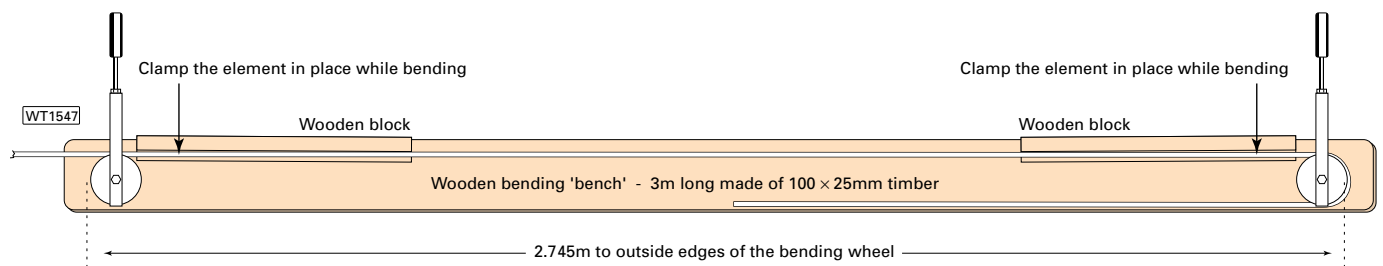 Clamp the element in place while bending
Clamp the element in place while bending
WT1547
Wooden block
Wooden block
Wooden bending 'bench' - 3m long made of 100 × 25mm timber
2.745m to outside edges of the bending wheel